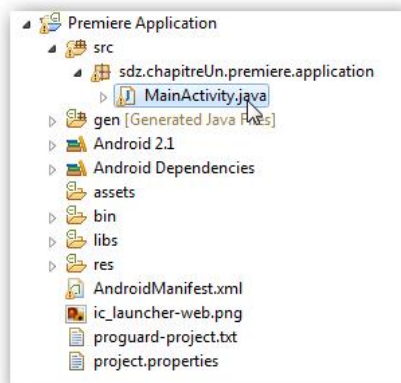 Premiere Application
src
sdz.chapitreUn.premiere.application
MainActivity.java
gen [Generated Java Files]
Android 2.1
Android Dependencies
assets
bin
libs
res
AndroidManifest.xml
ic_launcher-web.png
proguard-project.txt
project.properties